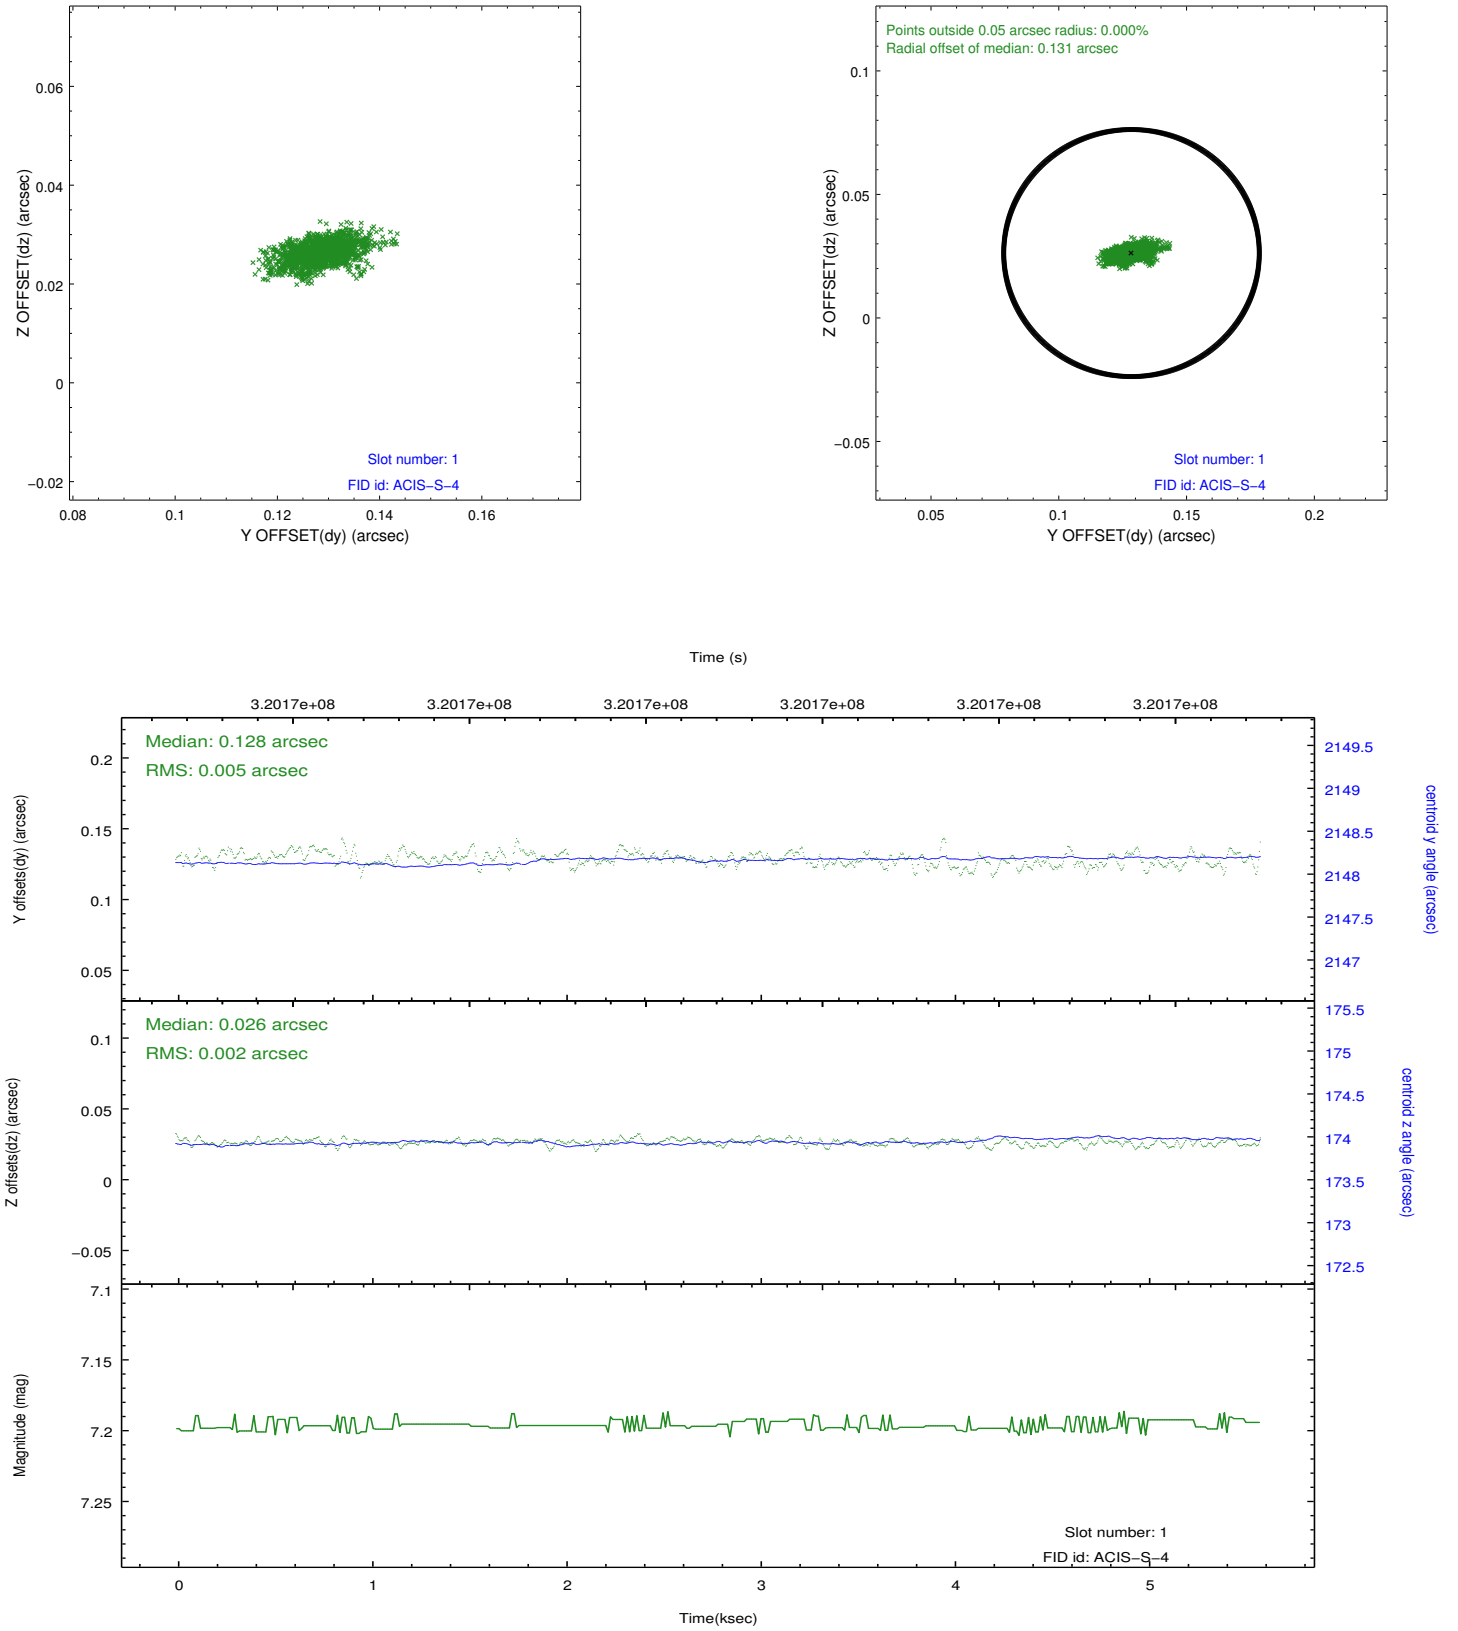 0.06
0.04
0.02
0
−0.02
Z OFFSET(dz) (arcsec)
Slot number: 1
FID id: ACIS−S−4
0.08 0.1 0.12 0.14 0.16
Y OFFSET(dy) (arcsec)
Points outside 0.05 arcsec radius: 0.000%
Radial offset of median: 0.131 arcsec
0.1
0.05
0
−0.05
Z OFFSET(dz) (arcsec)
Slot number: 1
FID id: ACIS−S−4
0.05 0.1 0.15 0.2
Y OFFSET(dy) (arcsec)
Time (s)
3.2017e+08 3.2017e+08 3.2017e+08 3.2017e+08 3.2017e+08 3.2017e+08
Median: 0.128 arcsec
RMS: 0.005 arcsec
0.2
0.15
0.1
0.05
Y offsets(dy) (arcsec)
2149.5
2149
2148.5
2148
2147.5
2147
centroid y angle (arcsec)
Median: 0.026 arcsec
RMS: 0.002 arcsec
0.1
0.05
0
−0.05
Z offsets(dz) (arcsec)
175.5
175
174.5
174
173.5
173
172.5
centroid z angle (arcsec)
7.1
7.15
7.2
7.25
Magnitude (mag)
Slot number: 1
FID id: ACIS−S−4
0 1 2 3 4 5
Time(ksec)